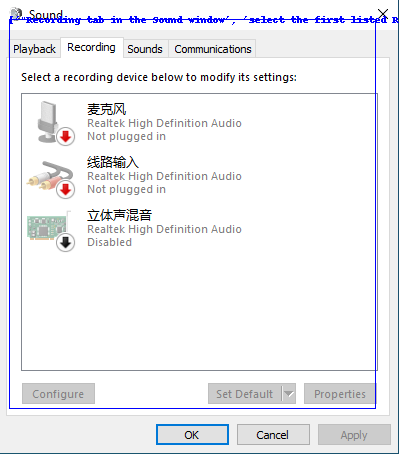 Sound
["Recording tab in the Sound window', 'select the first listed R
Playback
Recording
Sounds
Communications
Select a recording device below to modify its settings:
麦克风
Realtek High Definition Audio
Not plugged in
线路输入
Realtek High Definition Audio
Not plugged in
立体声混音
Realtek High Definition Audio
Disabled
Configure
Set Default
Properties
OK
Cancel
Apply